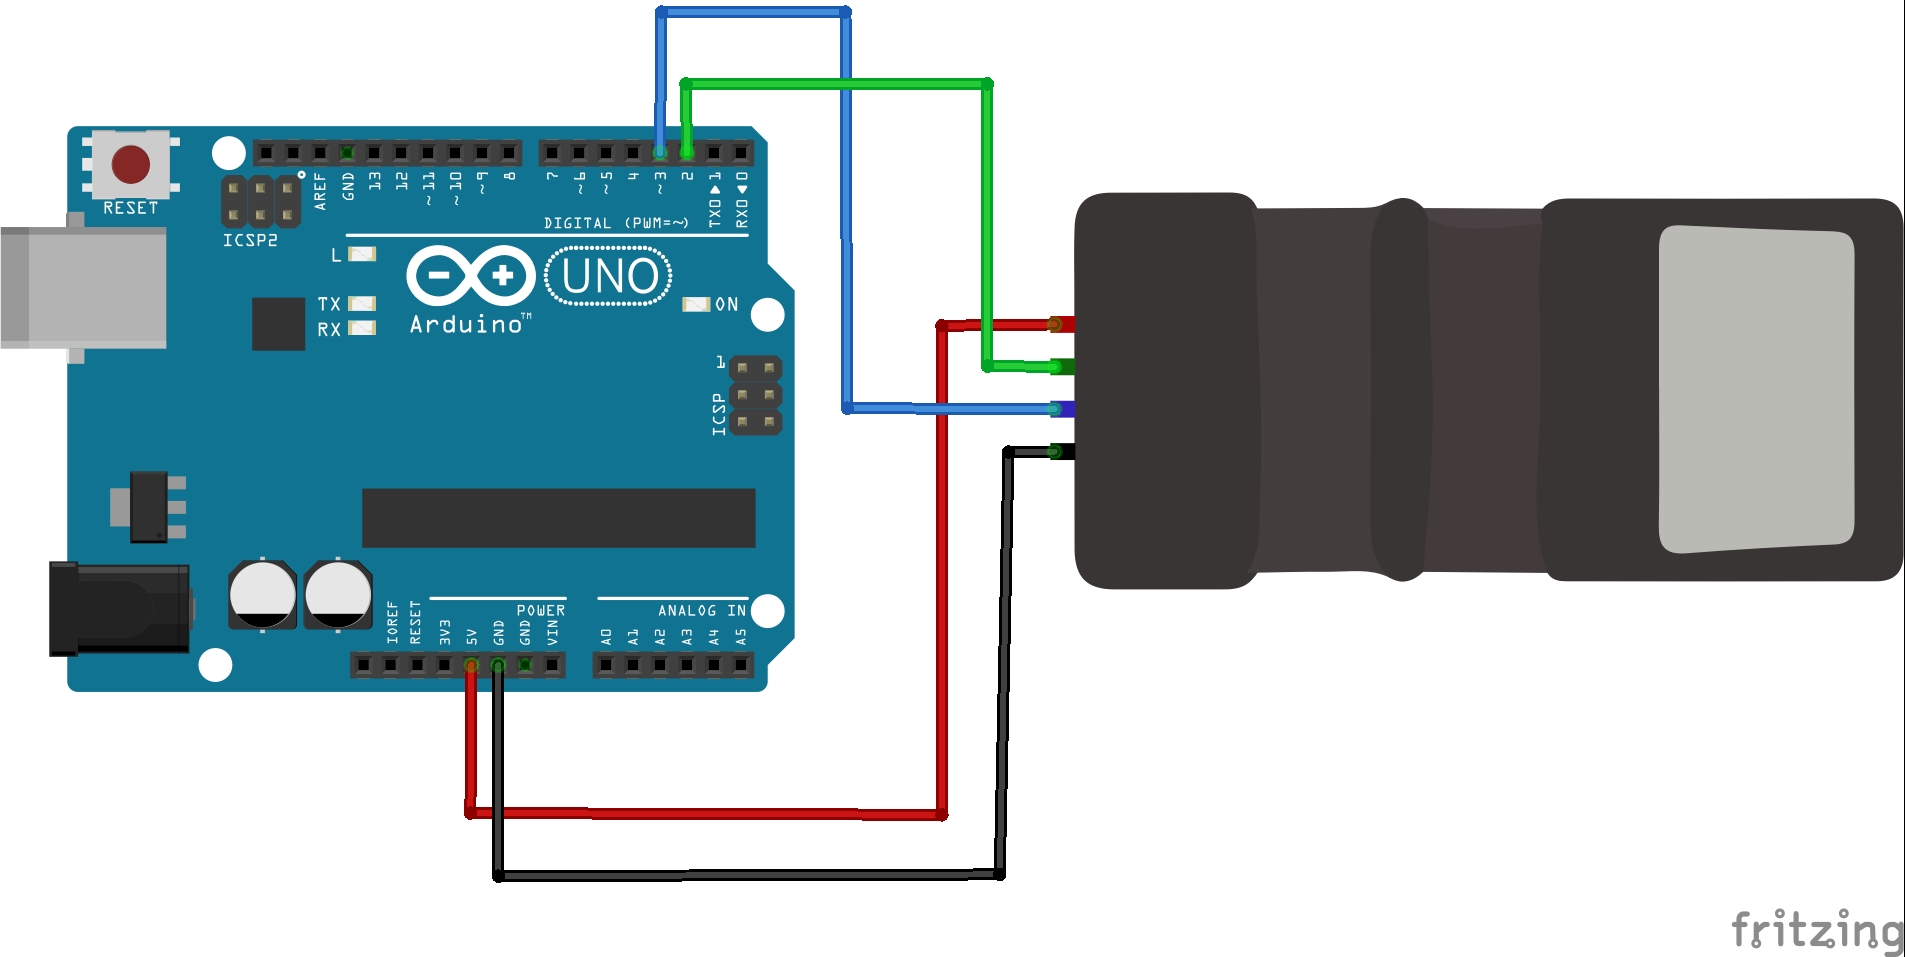 RESET
ICSP2
AREF
GND
13
12
~11
~10
~9
8
7
~6
~5
4
~3
2
TX0▶1
RX0◀0
DIGITAL (PWM=~)
L
TX
RX
UNO
ON
Arduino™
1
ICSP
POWER
ANALOG IN
IOREF
RESET
3V3
5V
GND
GND
VIN
A0
A1
A2
A3
A4
A5
fritzing